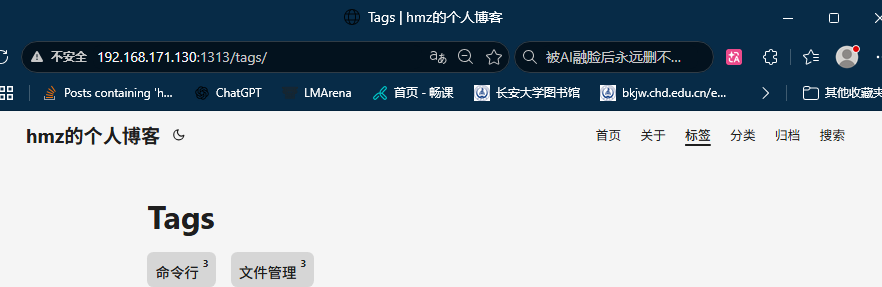 Tags | hmz的个人博客
不安全 192.168.171.130:1313/tags/ 被AI融脸后永远删不...
Posts containing 'h... ChatGPT LMArena 首页 - 畅课 长安大学图书馆 bkjw.chd.edu.cn/e... 其他收藏夹
hmz的个人博客 首页 关于 标签 分类 归档 搜索
Tags
命令行 3 文件管理 3